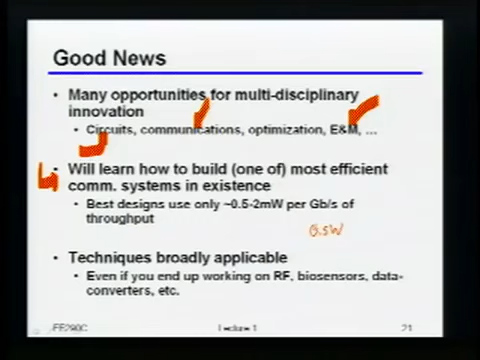 Good News
• Many opportunities for multi-disciplinary
innovation
• Circuits, communications, optimization, E&M, ...
• Will learn how to build (one of) most efficient
comm. systems in existence
• Best designs use only ~0.5-2mW per Gb/s of
throughput
0.5W
• Techniques broadly applicable
• Even if you end up working on RF, biosensors, data-
converters, etc.
EE290C Lecture 1 21